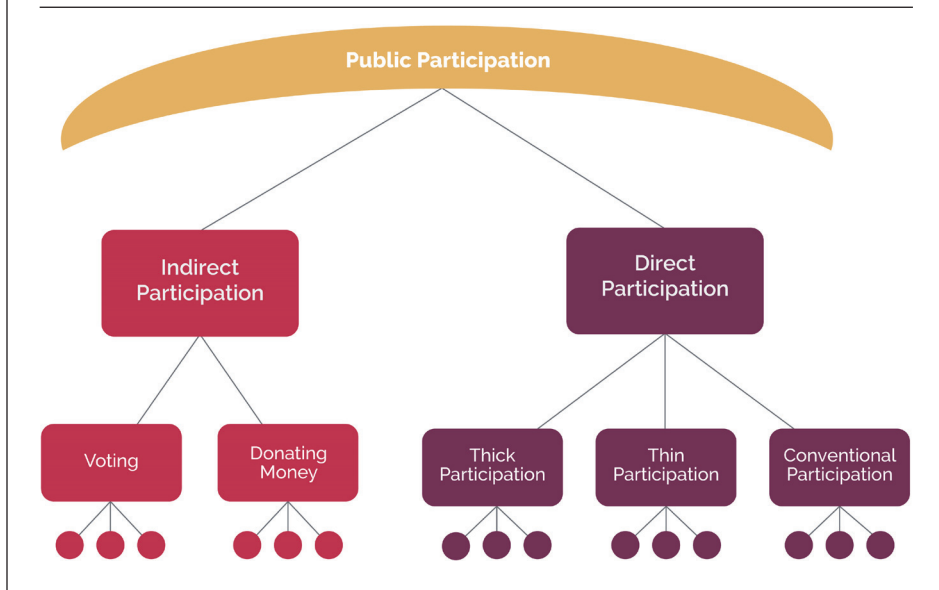 Public Participation
Indirect
Participation
Direct
Participation
Voting
Donating
Money
Thick
Participation
Thin
Participation
Conventional
Participation